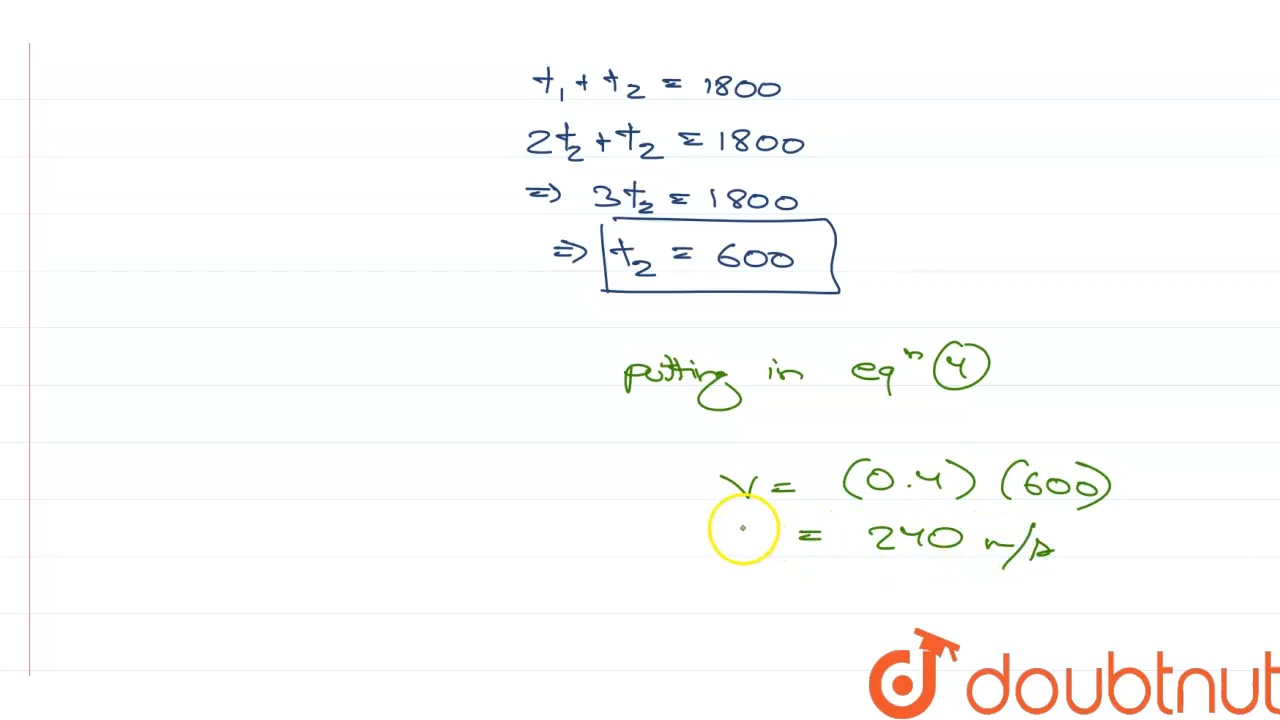 t₁ + t₂ = 1800
2t₂ + t₂ = 1800
⇒ 3t₂ = 1800
⇒ t₂ = 600
putting in eqⁿ 4
v = (0.4) (600)
= 240 m/s
doubtnut